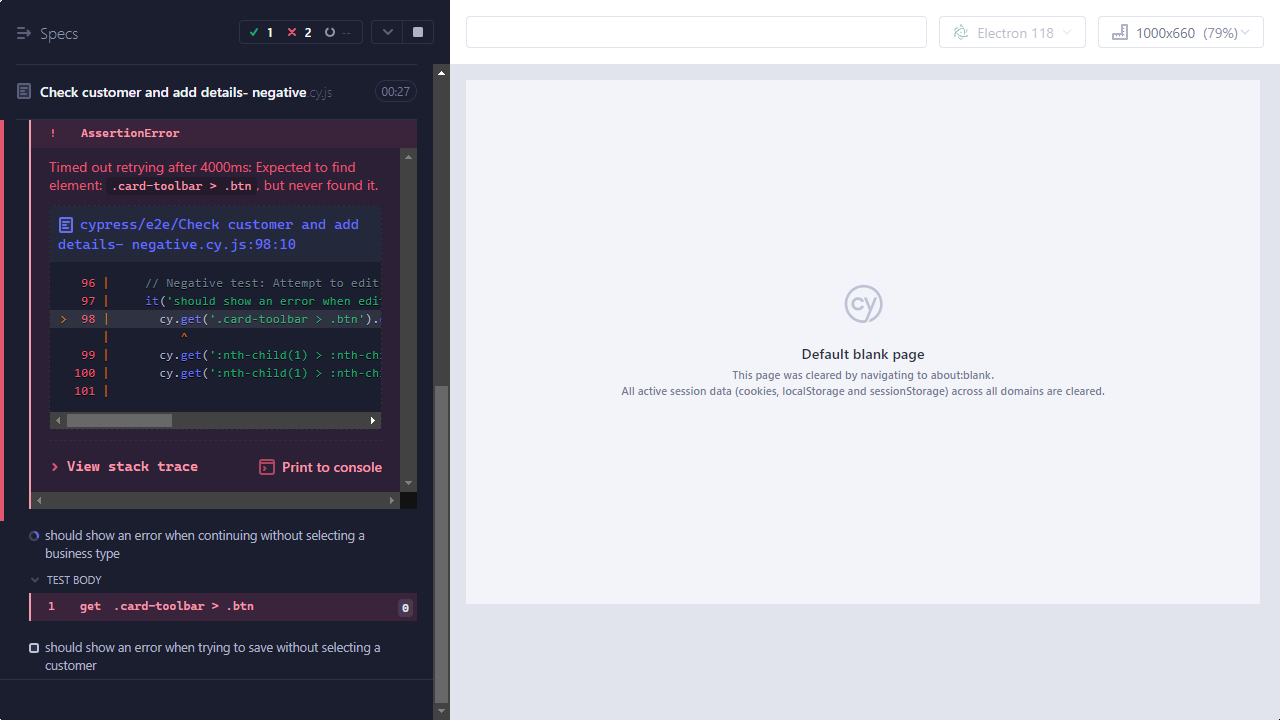 Specs
1 2 --
Electron 118
1000x660 (79%)
Check customer and add details- negative.cy.js
00:27
! AssertionError
Timed out retrying after 4000ms: Expected to find
element: .card-toolbar > .btn, but never found it.
cypress/e2e/Check customer and add
details- negative.cy.js:98:10
96 | // Negative test: Attempt to edit
97 | it('should show an error when edi
> 98 | cy.get('.card-toolbar > .btn').
| ^
99 | cy.get(':nth-child(1) > :nth-chi
100 | cy.get(':nth-child(1) > :nth-chi
101 |
> View stack trace
Print to console
should show an error when continuing without selecting a
business type
TEST BODY
1 get .card-toolbar > .btn 0
should show an error when trying to save without selecting a
customer
cy
Default blank page
This page was cleared by navigating to about:blank.
All active session data (cookies, localStorage and sessionStorage) across all domains are cleared.